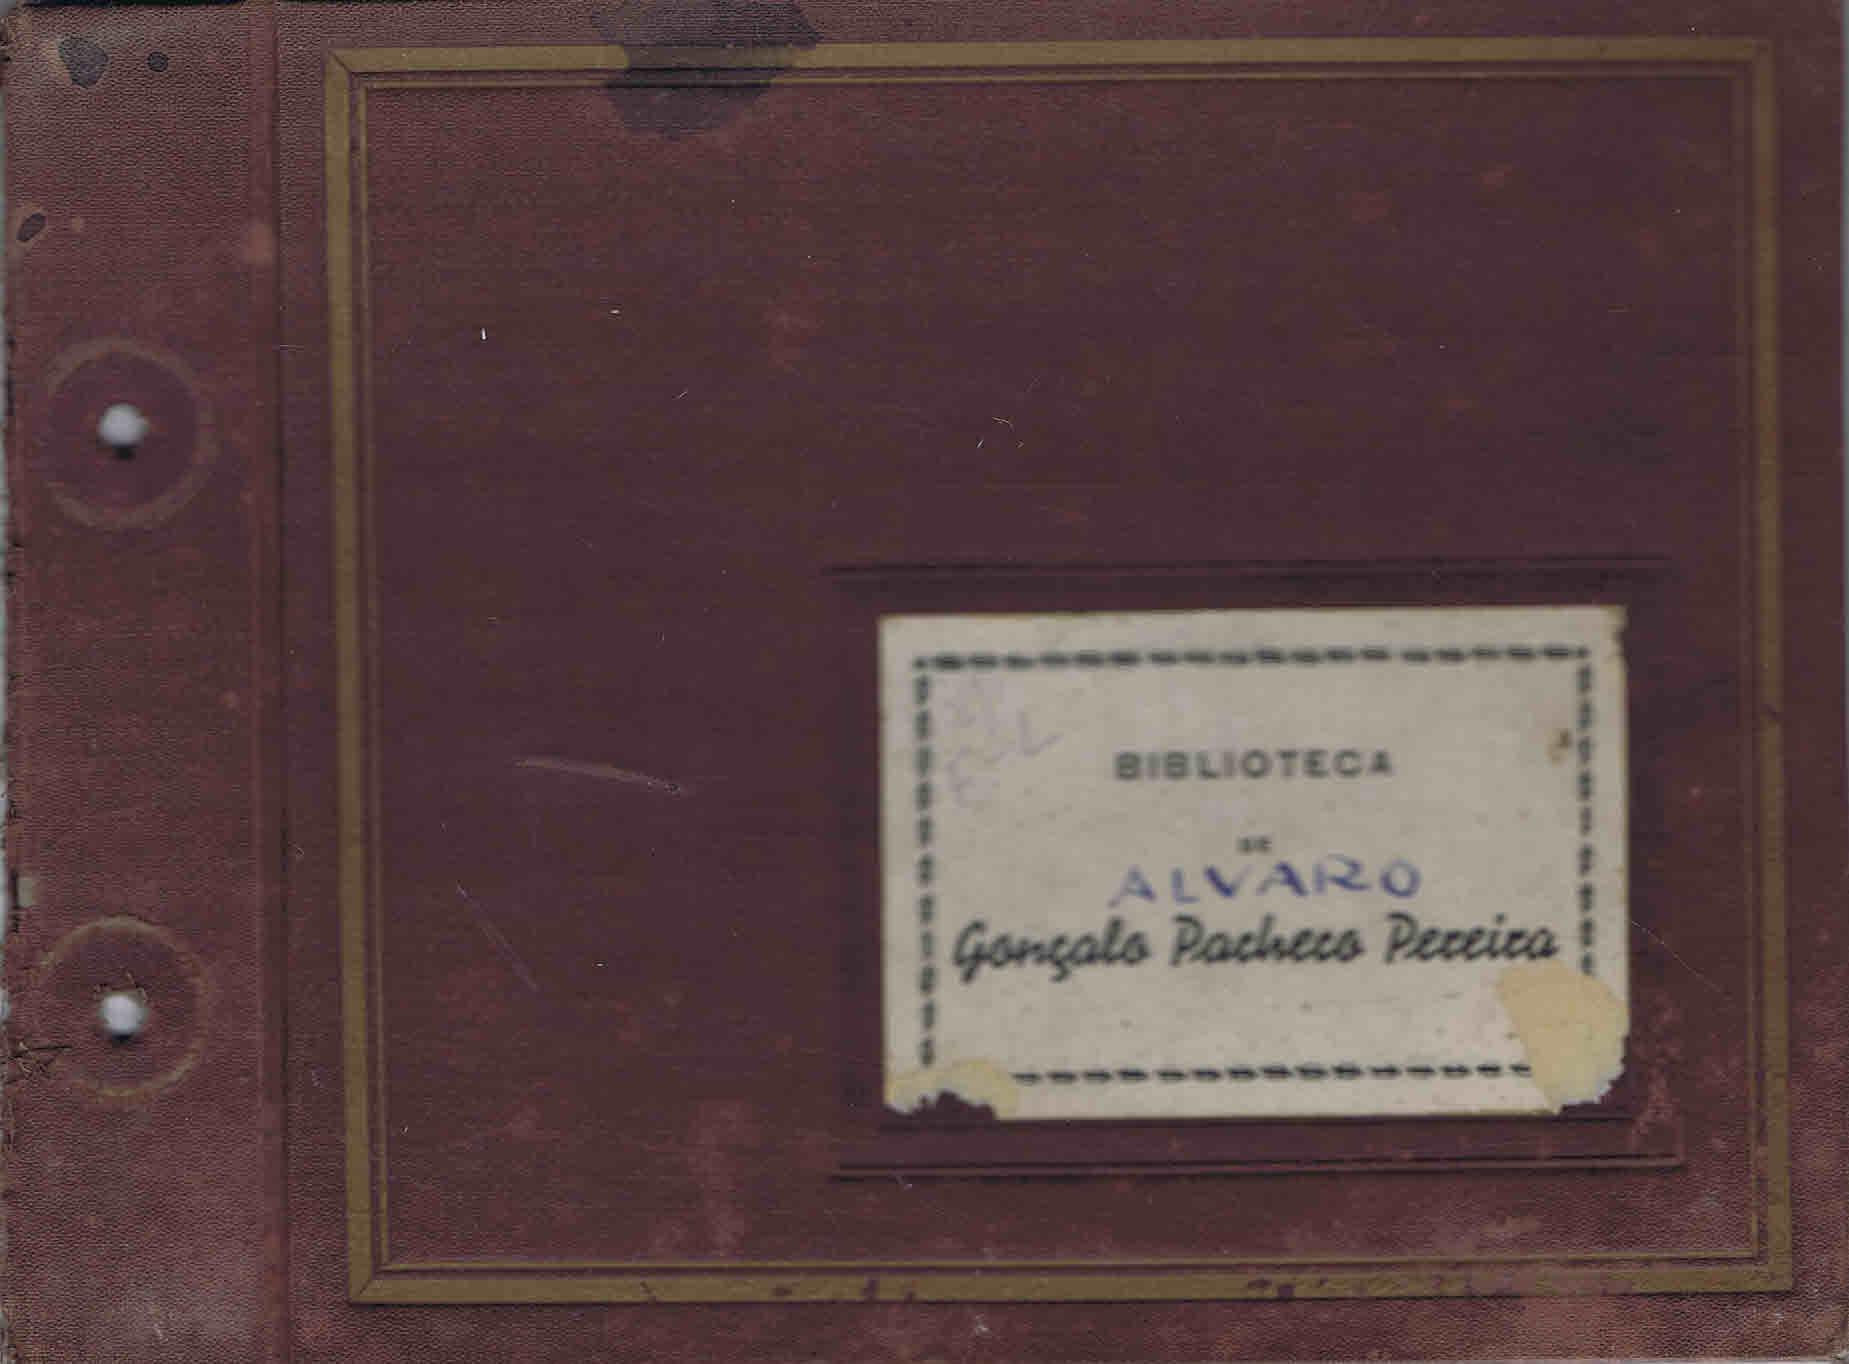 BIBLIOTECA
DE
ALVARO
Gonçalo Pacheco Pereira